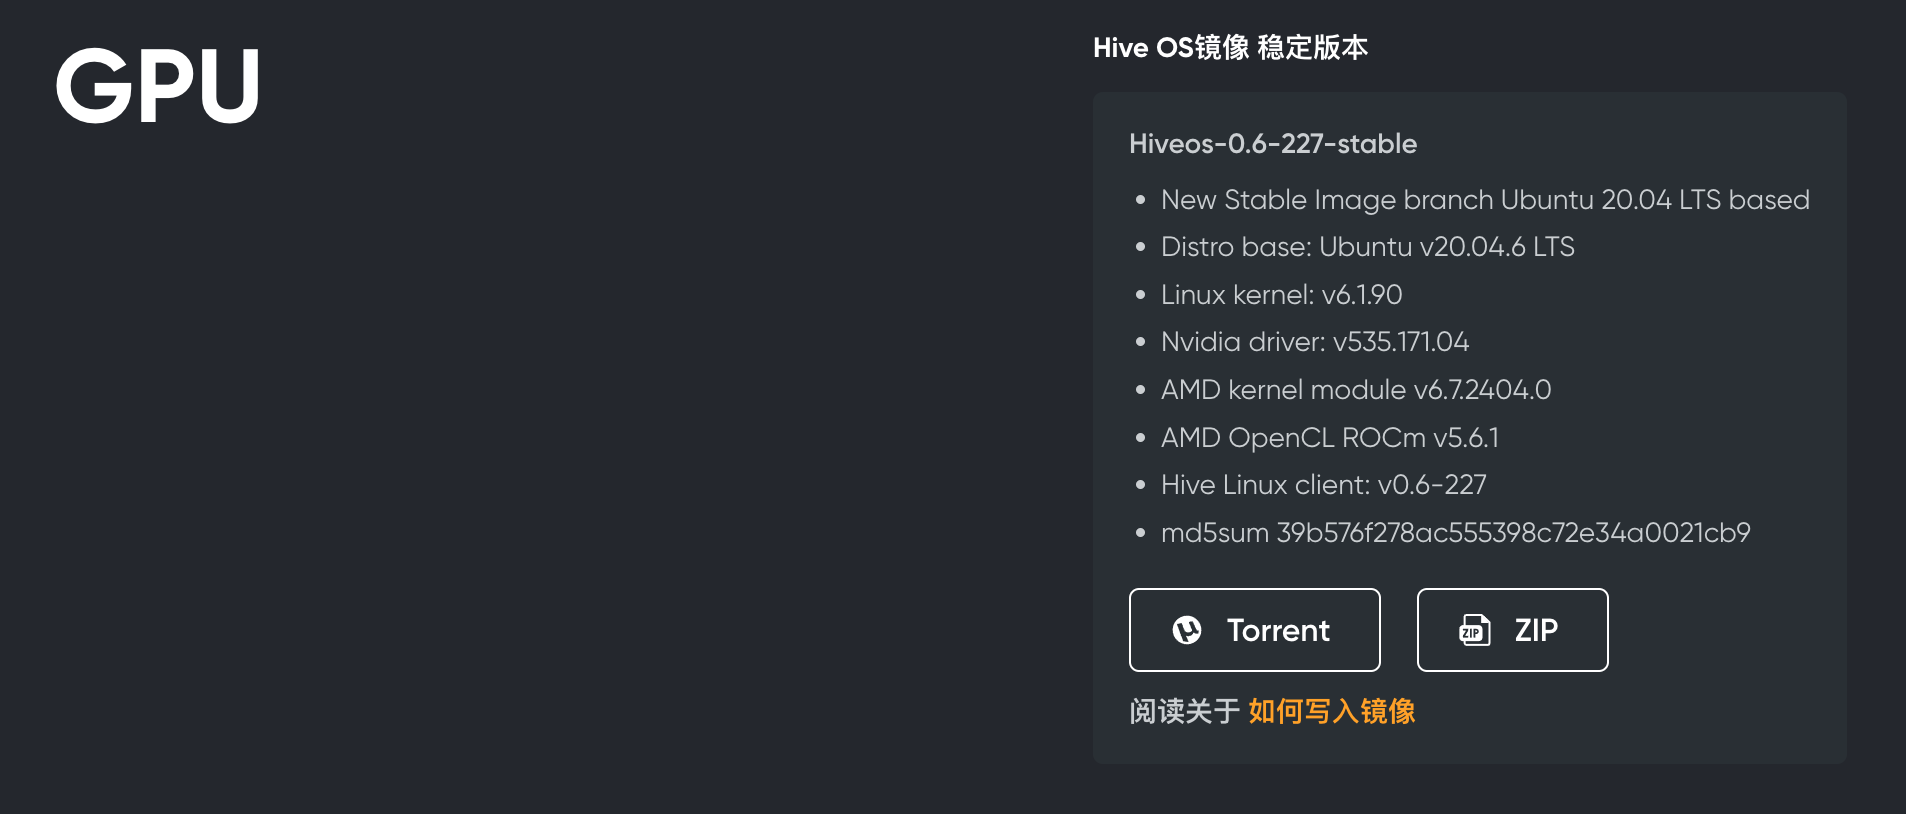 GPU
Hive OS镜像 稳定版本
Hiveos-0.6-227-stable
New Stable Image branch Ubuntu 20.04 LTS based
Distro base: Ubuntu v20.04.6 LTS
Linux kernel: v6.1.90
Nvidia driver: v535.171.04
AMD kernel module v6.7.2404.0
AMD OpenCL ROCm v5.6.1
Hive Linux client: v0.6-227
md5sum 39b576f278ac555398c72e34a0021cb9
Torrent
ZIP ZIP
阅读关于 如何写入镜像